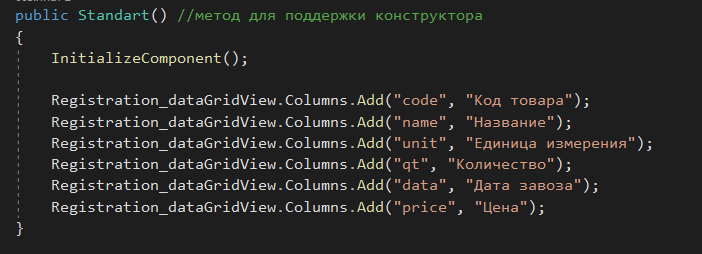 public Standart() //метод для поддержки конструктора
{
InitializeComponent();
Registration_dataGridView.Columns.Add("code", "Код товара");
Registration_dataGridView.Columns.Add("name", "Название");
Registration_dataGridView.Columns.Add("unit", "Единица измерения");
Registration_dataGridView.Columns.Add("qt", "Количество");
Registration_dataGridView.Columns.Add("data", "Дата завоза");
Registration_dataGridView.Columns.Add("price", "Цена");
}